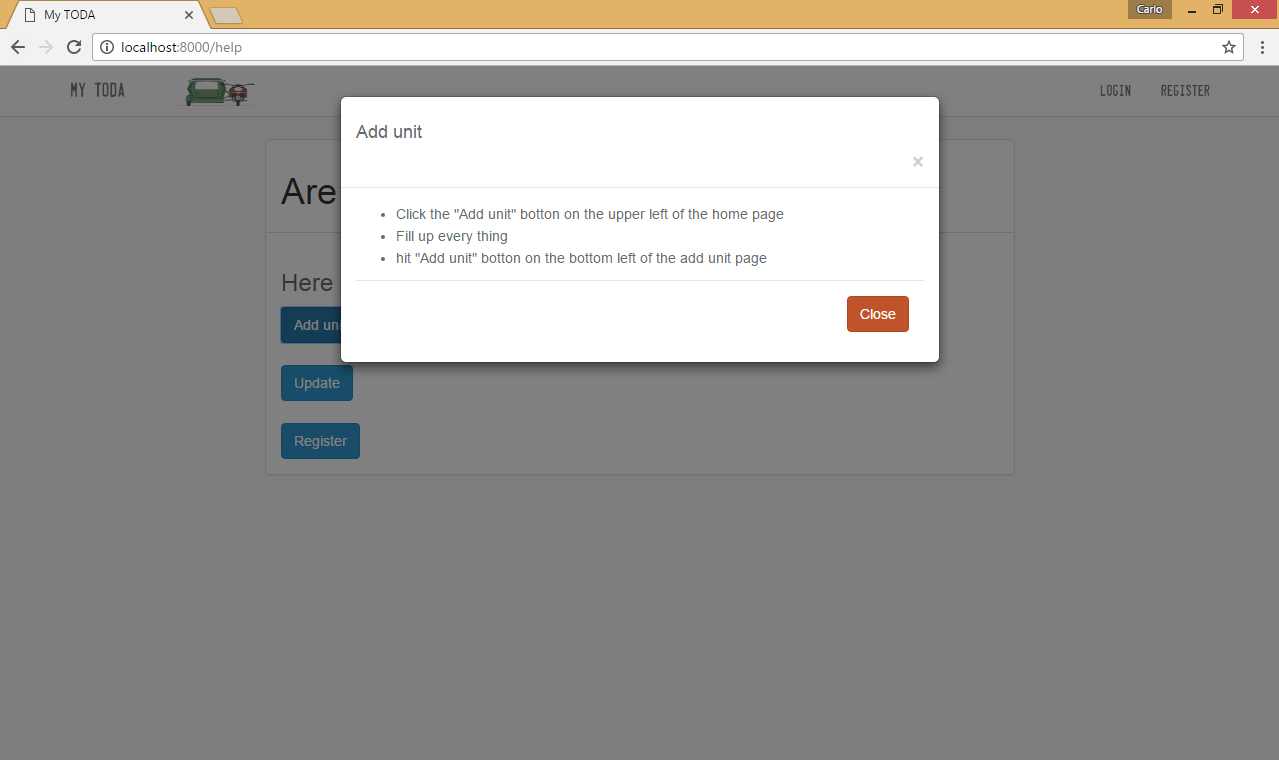 My TODA
Carlo
localhost:8000/help
MY TODA
LOGIN
REGISTER
Add unit
×
Are
Click the "Add unit" botton on the upper left of the home page
Fill up every thing
hit "Add unit" botton on the bottom left of the add unit page
Here
Close
Add uni
Update
Register